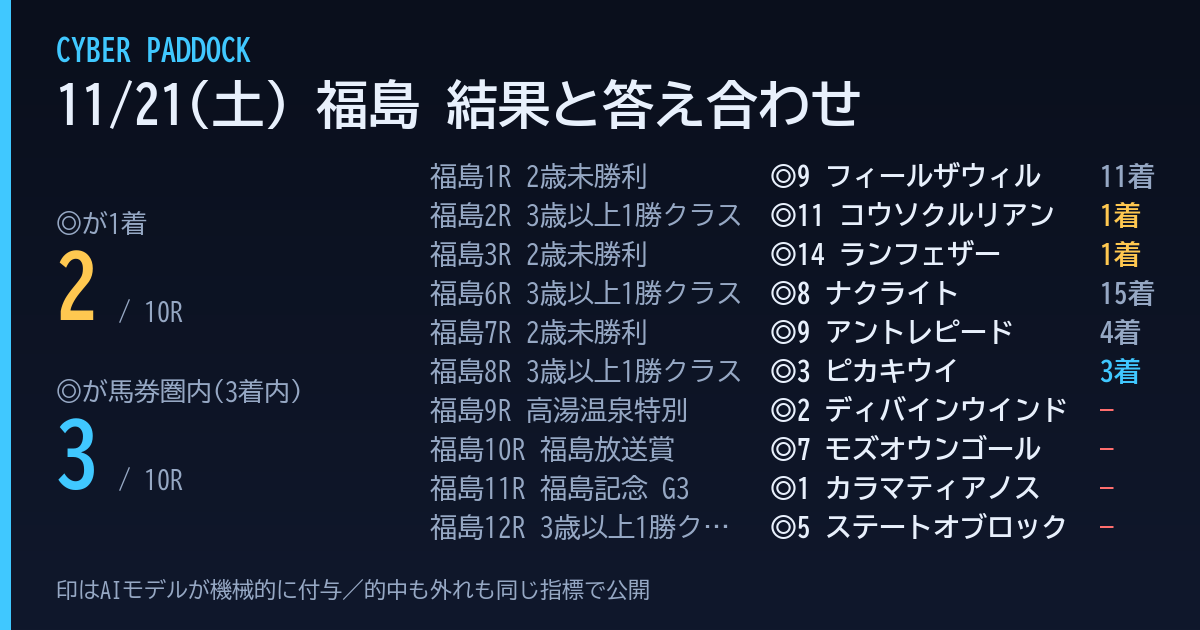 CYBER PADDOCK
11/21(土) 福島 結果と答え合わせ
◎が1着
2 / 10R
◎が馬券圏内(3着内)
3 / 10R
福島1R 2歳未勝利 ◎9 フィールザウィル 11着
福島2R 3歳以上1勝クラス ◎11 コウソクルリアン 1着
福島3R 2歳未勝利 ◎14 ランフェザー 1着
福島6R 3歳以上1勝クラス ◎8 ナクライト 15着
福島7R 2歳未勝利 ◎9 アントレピード 4着
福島8R 3歳以上1勝クラス ◎3 ピカキウイ 3着
福島9R 高湯温泉特別 ◎2 ディバインウインド –
福島10R 福島放送賞 ◎7 モズオウンゴール –
福島11R 福島記念 G3 ◎1 カラマティアノス –
福島12R 3歳以上1勝ク… ◎5 ステートオブロック –
印はAIモデルが機械的に付与／的中も外れも同じ指標で公開